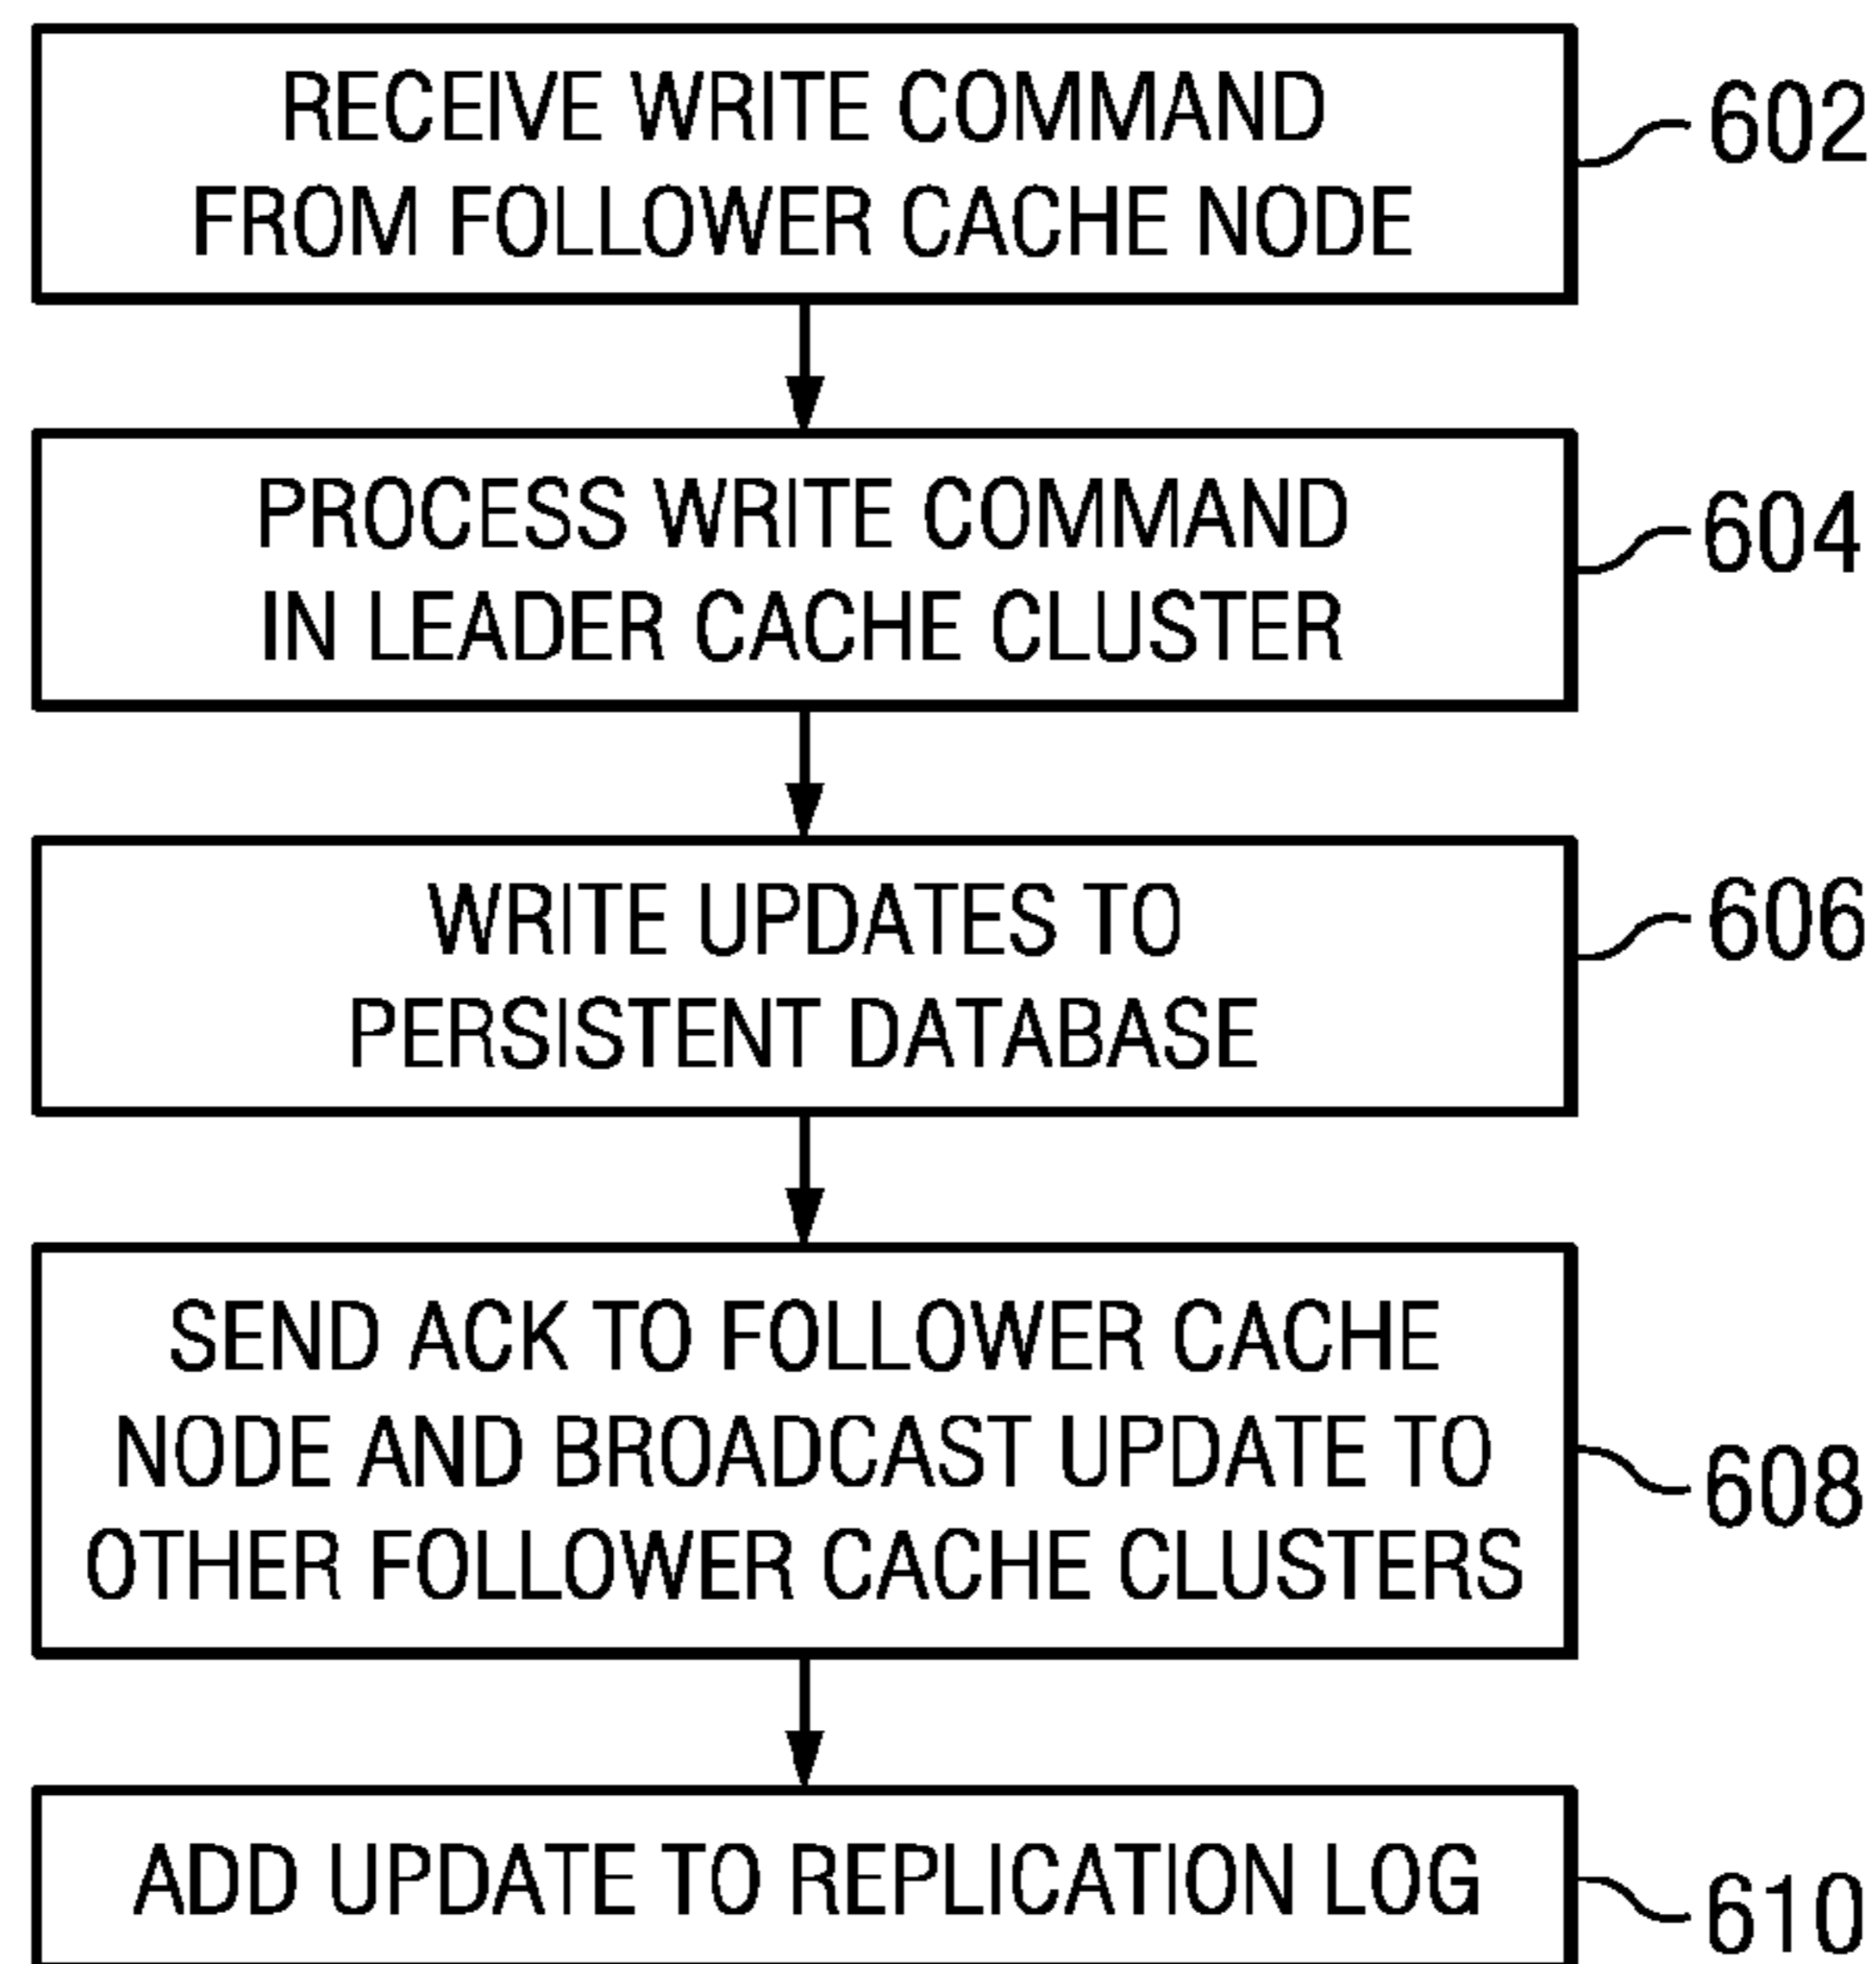 RECEIVE WRITE COMMAND
FROM FOLLOWER CACHE NODE
602
PROCESS WRITE COMMAND
IN LEADER CACHE CLUSTER
604
WRITE UPDATES TO
PERSISTENT DATABASE
606
SEND ACK TO FOLLOWER CACHE
NODE AND BROADCAST UPDATE TO
OTHER FOLLOWER CACHE CLUSTERS
608
ADD UPDATE TO REPLICATION LOG
610